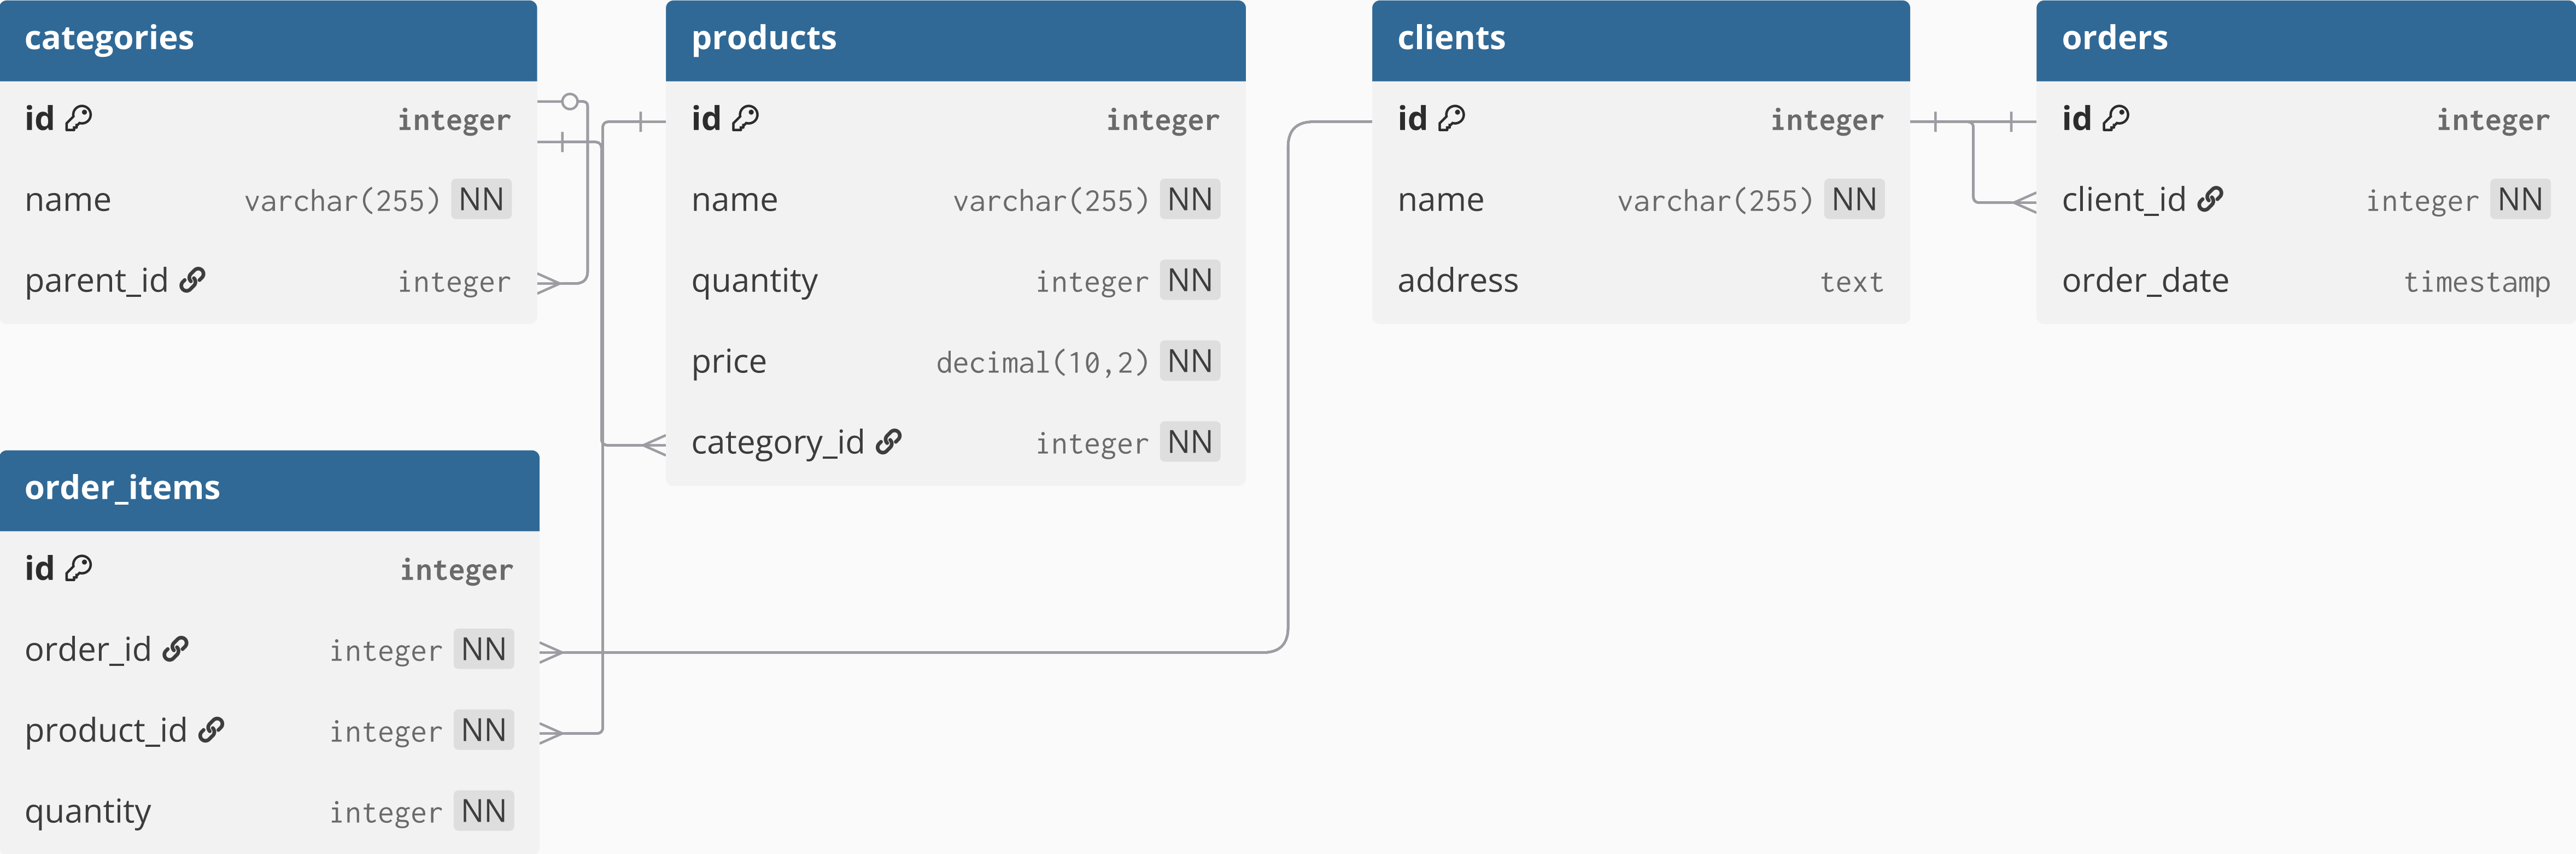 categories
id integer
name varchar(255) NN
parent_id integer
products
id integer
name varchar(255) NN
quantity integer NN
price decimal(10,2) NN
category_id integer NN
clients
id integer
name varchar(255) NN
address text
orders
id integer
client_id integer NN
order_date timestamp
order_items
id integer
order_id integer NN
product_id integer NN
quantity integer NN